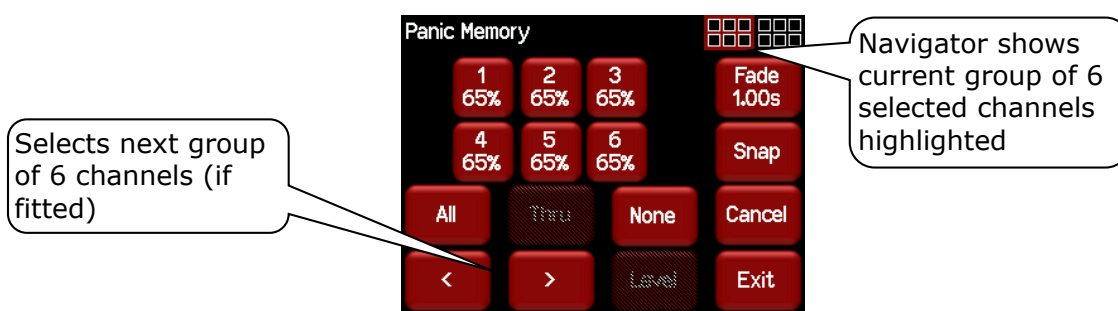 Panic Memory
1
65%
2
65%
3
65%
Fade
1.00s
4
65%
5
65%
6
65%
Snap
All
Thru
None
Cancel
<
>
Level
Exit
Selects next group
of 6 channels (if
fitted)
Navigator shows
current group of 6
selected channels
highlighted